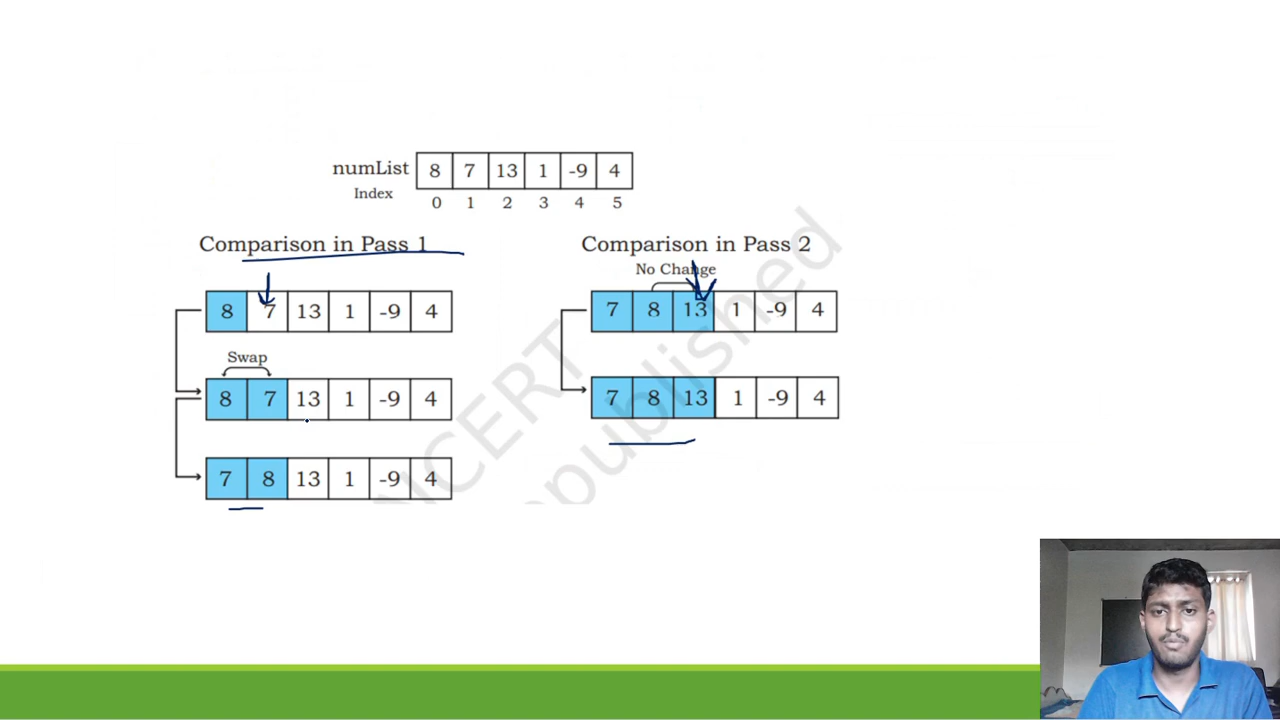 numList 8 7 13 1 -9 4
Index 0 1 2 3 4 5
Comparison in Pass 1
8 7 13 1 -9 4
Swap
8 7 13 1 -9 4
7 8 13 1 -9 4
Comparison in Pass 2
No Change
7 8 13 1 -9 4
7 8 13 1 -9 4
NCERT
republished